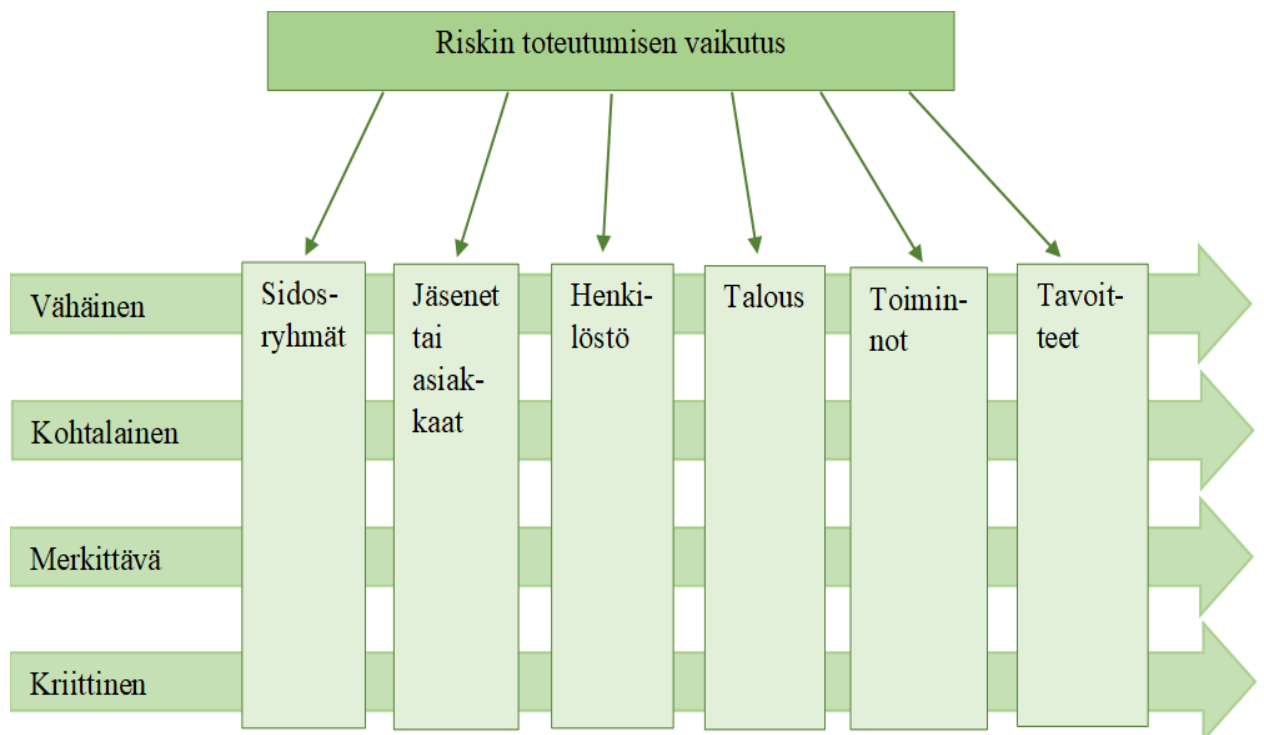 Riskin toteutumisen vaikutus
Vähäinen
Sidos-
ryhmät
Jäsenet
tai
asiak-
kaat
Henki-
löstö
Talous
Toimin-
not
Tavoit-
teet
Kohtalainen
Merkittävä
Kriittinen